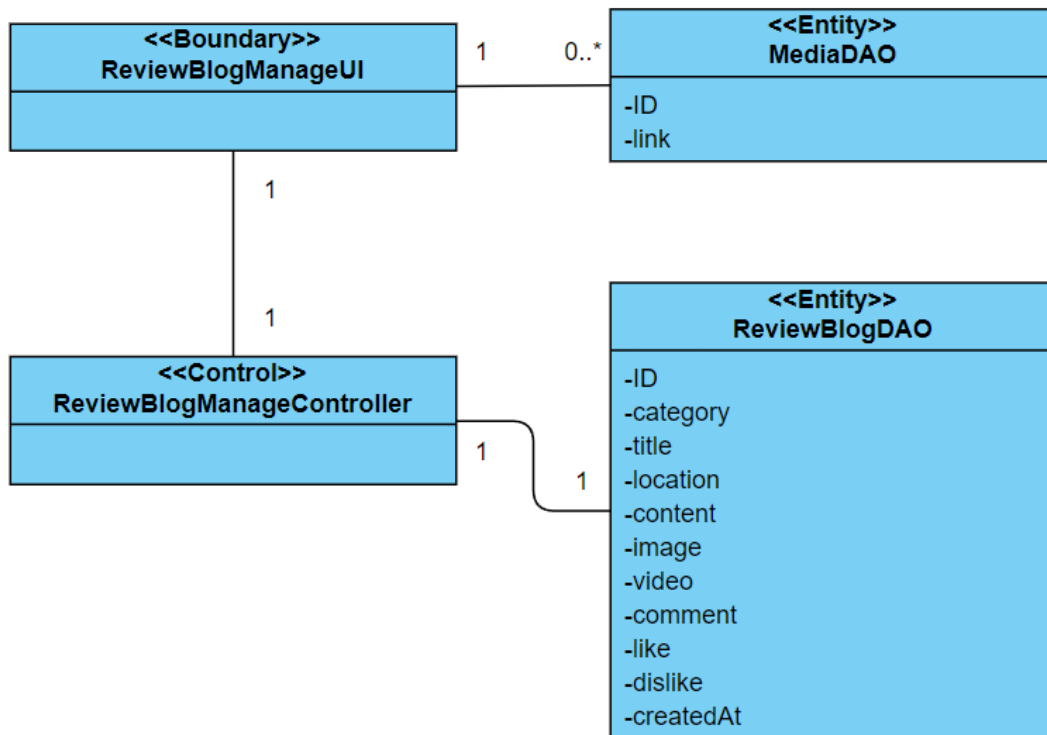 <<Boundary>>
ReviewBlogManageUI
1
0..*
<<Entity>>
MediaDAO
-ID
-link
1
1
<<Control>>
ReviewBlogManageController
1
1
<<Entity>>
ReviewBlogDAO
-ID
-category
-title
-location
-content
-image
-video
-comment
-like
-dislike
-createdAt